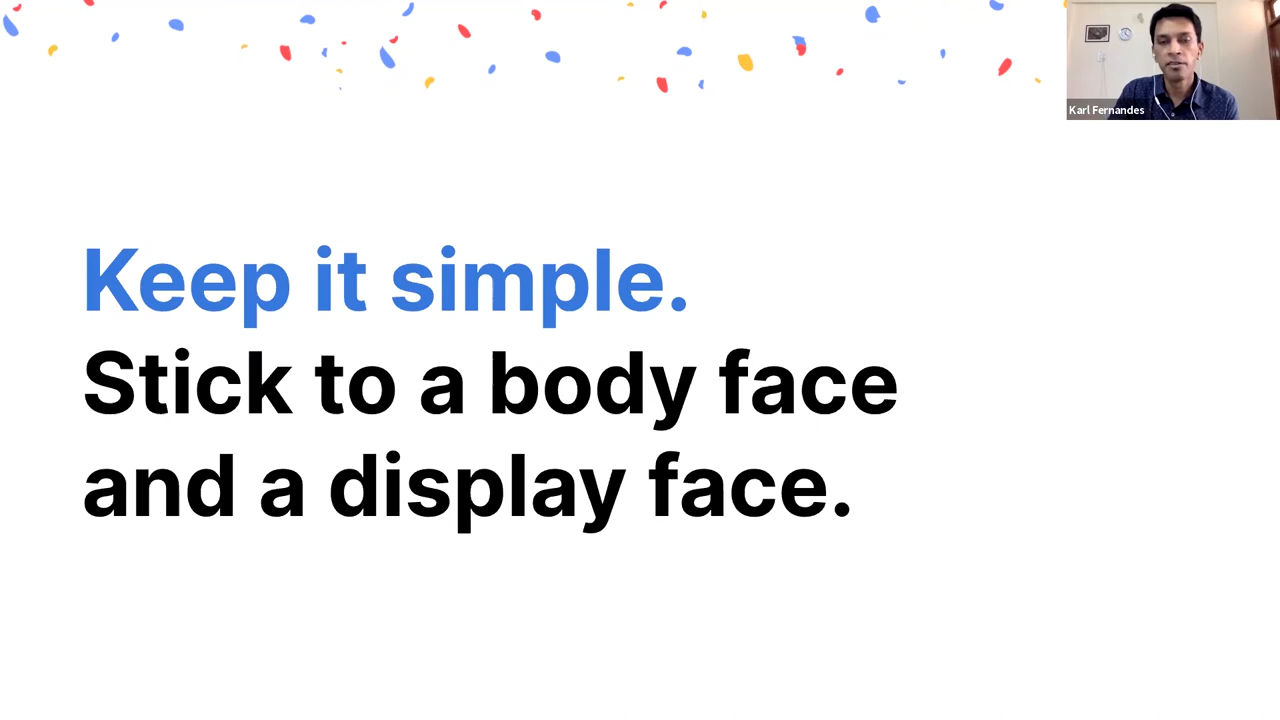 Karl Fernandes
Keep it simple.
Stick to a body face
and a display face.